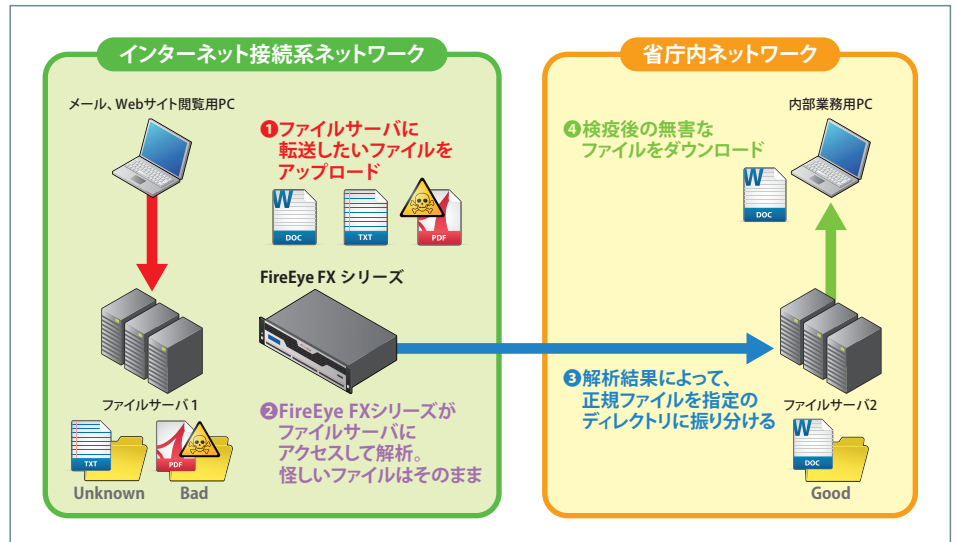 インターネット接続系ネットワーク
メール、Webサイト閲覧用PC
❶ファイルサーバに
転送したいファイルを
アップロード
W
DOC
TXT
PDF
FireEye FX シリーズ
ファイルサーバ1
❷FireEye FXシリーズが
ファイルサーバに
アクセスして解析。
怪しいファイルはそのまま
TXT
Unknown
PDF
Bad
省庁内ネットワーク
内部業務用PC
❹検疫後の無害な
ファイルをダウンロード
W
DOC
❸解析結果によって、
正規ファイルを指定の
ディレクトリに振り分ける
ファイルサーバ2
W
DOC
Good